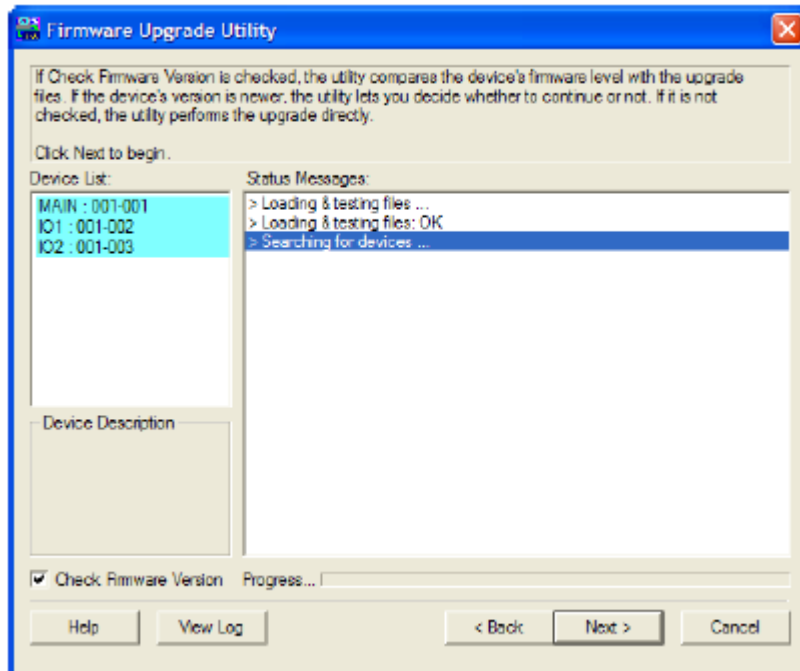 Firmware Upgrade Utility
If Check Firmware Version is checked, the utility compares the device's firmware level with the upgrade
files. If the device's version is newer, the utility lets you decide whether to continue or not. If it is not
checked, the utility performs the upgrade directly.
Click Next to begin.
Device List:
Status Messages:
MAIN : 001-001
IO1 : 001-002
IO2 : 001-003
> Loading & testing files ...
> Loading & testing files: OK
> Searching for devices ...
Device Description
Check Firmware Version
Progress...
Help
View Log
< Back
Next >
Cancel